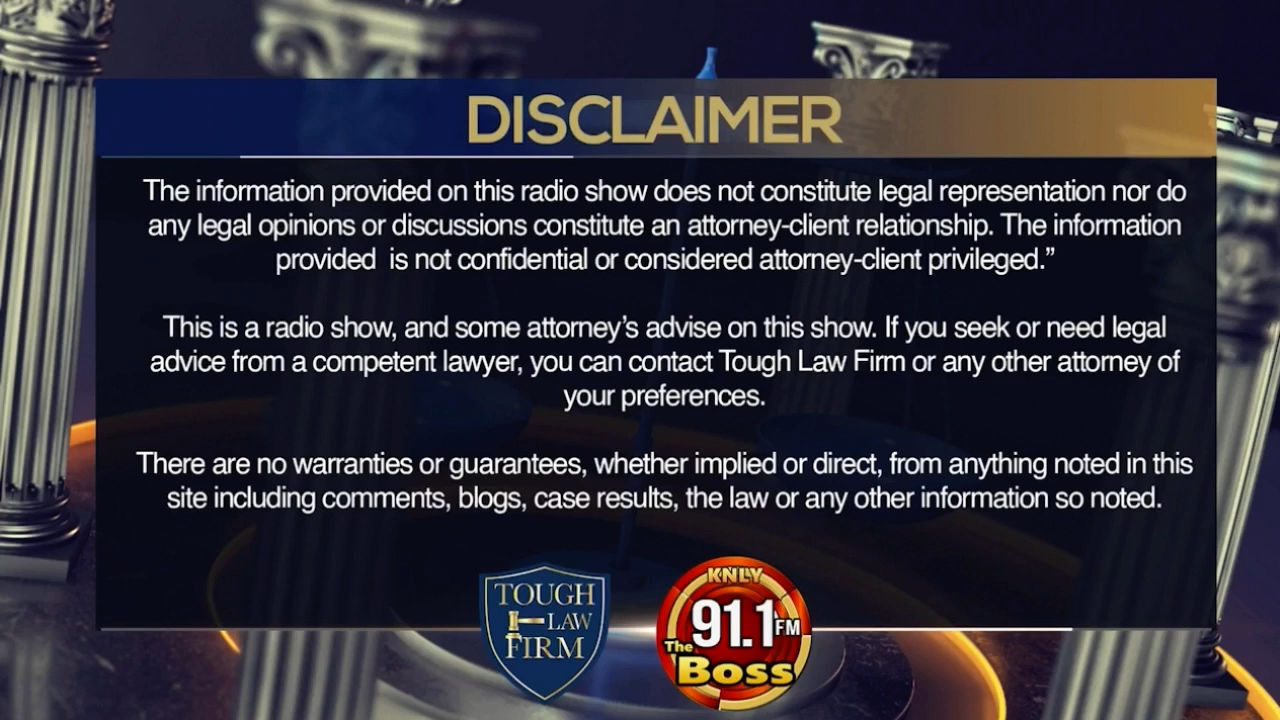 DISCLAIMER
The information provided on this radio show does not constitute legal representation nor do
any legal opinions or discussions constitute an attorney-client relationship. The information
provided  is not confidential or considered attorney-client privileged.”
This is a radio show, and some attorney’s advise on this show. If you seek or need legal
advice from a competent lawyer, you can contact Tough Law Firm or any other attorney of
your preferences.
There are no warranties or guarantees, whether implied or direct, from anything noted in this
site including comments, blogs, case results, the law or any other information so noted.
TOUGH
LAW
FIRM
KNLY
91.1 FM
The
Boss